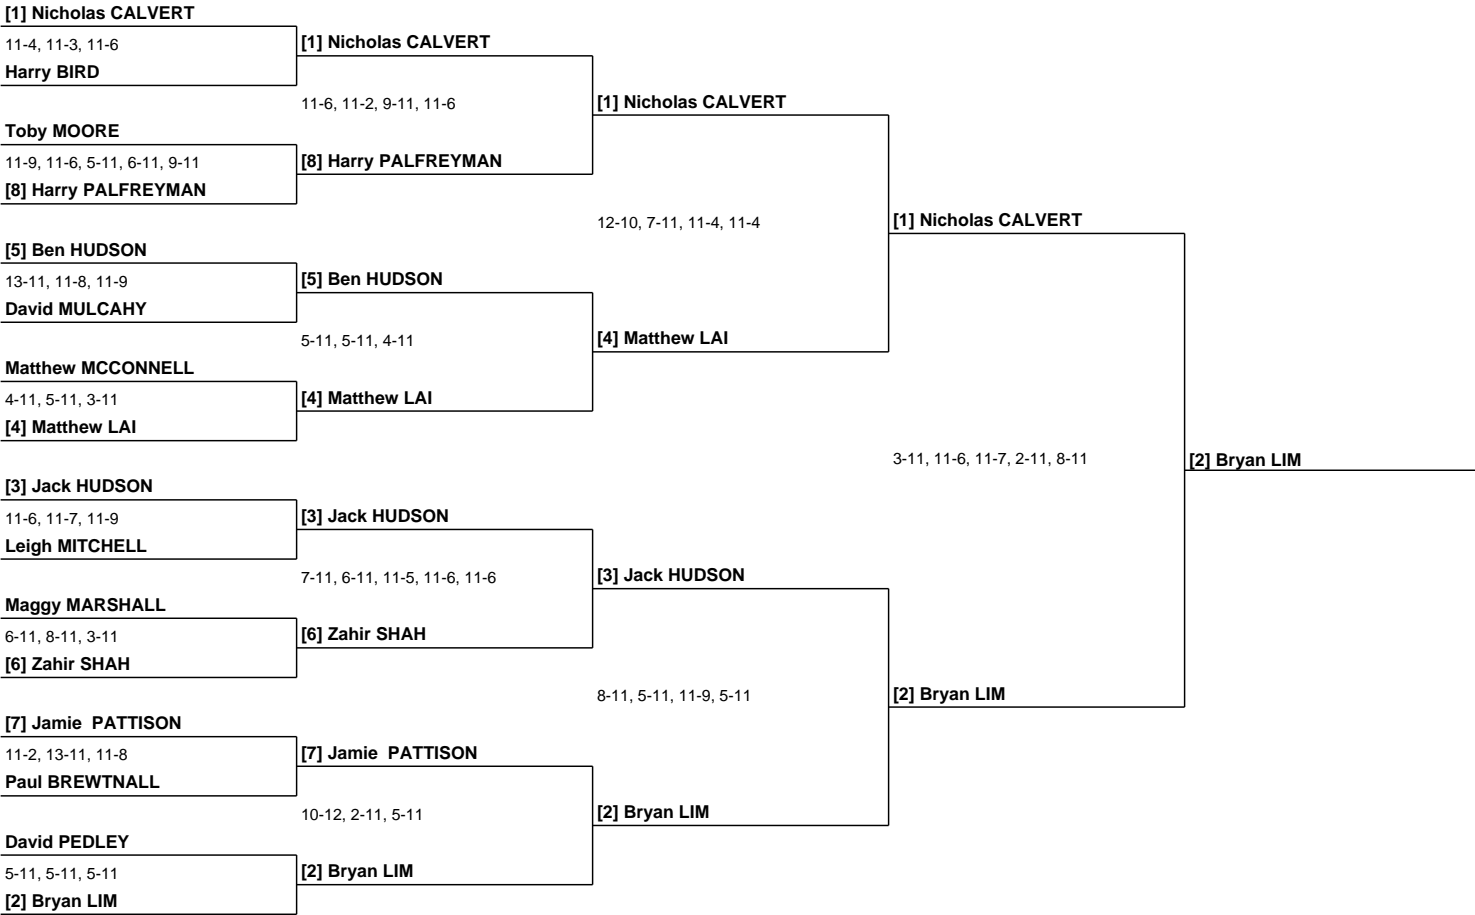 [1] Nicholas CALVERT
11-4, 11-3, 11-6
Harry BIRD
Toby MOORE
11-9, 11-6, 5-11, 6-11, 9-11
[8] Harry PALFREYMAN
[5] Ben HUDSON
13-11, 11-8, 11-9
David MULCAHY
Matthew MCCONNELL
4-11, 5-11, 3-11
[4] Matthew LAI
[3] Jack HUDSON
11-6, 11-7, 11-9
Leigh MITCHELL
Maggy MARSHALL
6-11, 8-11, 3-11
[6] Zahir SHAH
[7] Jamie  PATTISON
11-2, 13-11, 11-8
Paul BREWTNALL
David PEDLEY
5-11, 5-11, 5-11
[2] Bryan LIM
[1] Nicholas CALVERT
11-6, 11-2, 9-11, 11-6
[8] Harry PALFREYMAN
[5] Ben HUDSON
5-11, 5-11, 4-11
[4] Matthew LAI
[3] Jack HUDSON
7-11, 6-11, 11-5, 11-6, 11-6
[6] Zahir SHAH
[7] Jamie  PATTISON
10-12, 2-11, 5-11
[2] Bryan LIM
[1] Nicholas CALVERT
12-10, 7-11, 11-4, 11-4
[4] Matthew LAI
[3] Jack HUDSON
8-11, 5-11, 11-9, 5-11
[2] Bryan LIM
[1] Nicholas CALVERT
3-11, 11-6, 11-7, 2-11, 8-11
[2] Bryan LIM
[2] Bryan LIM